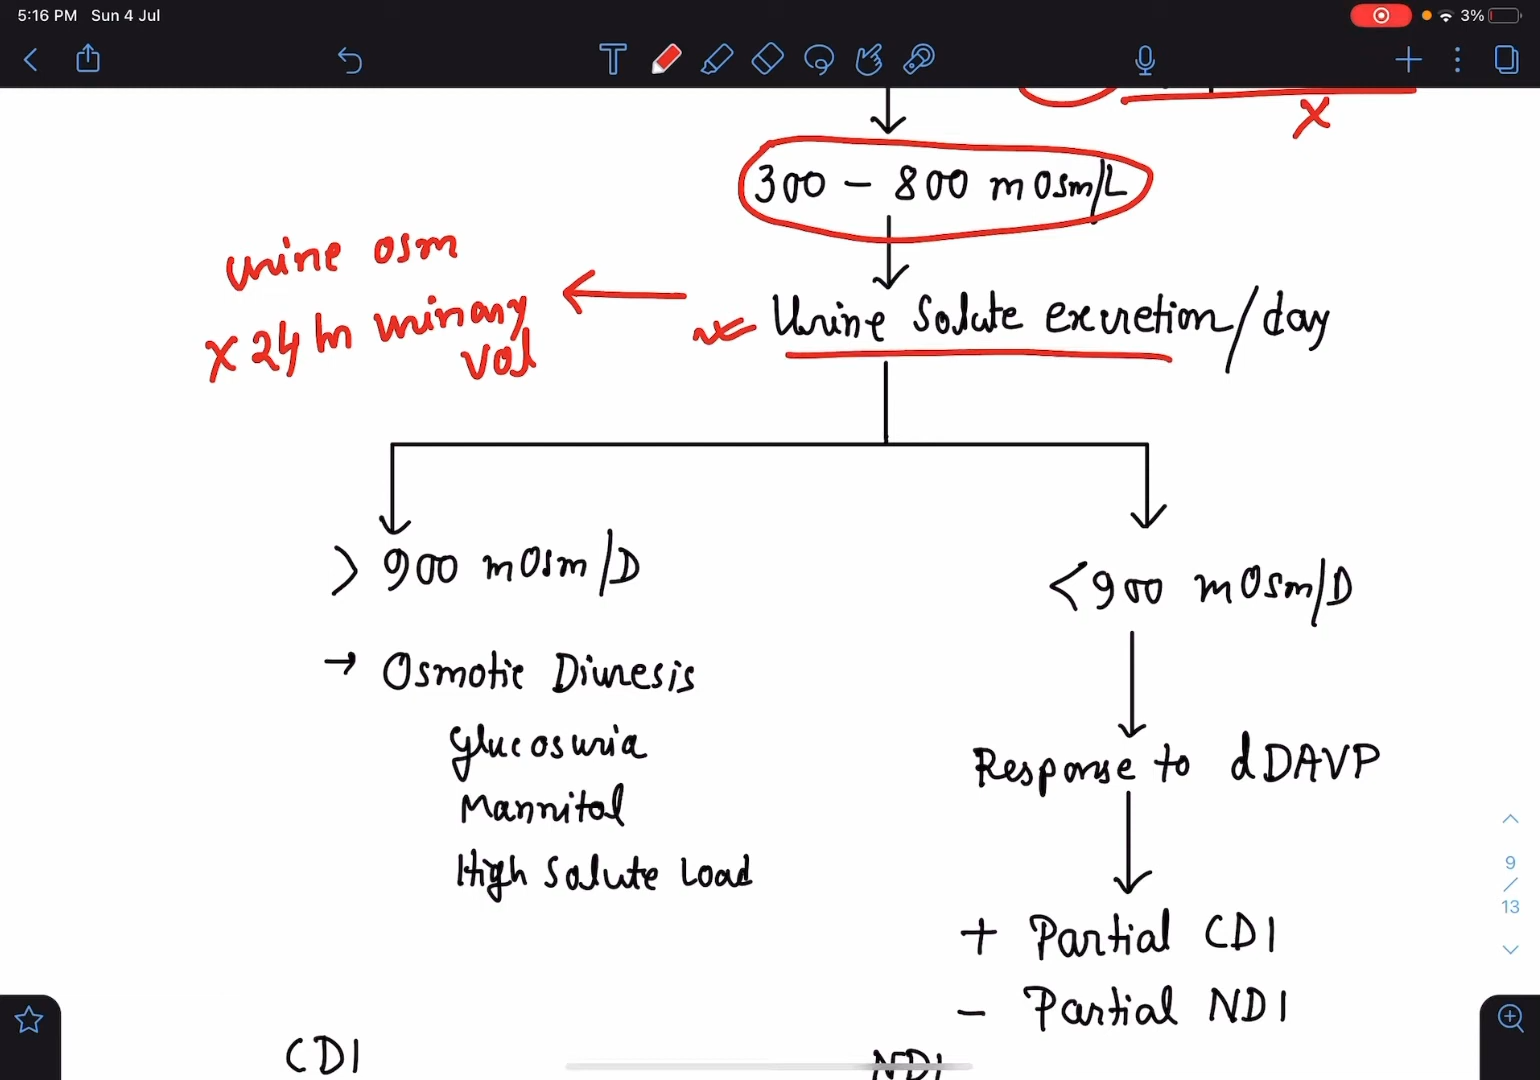 5:16 PM Sun 4 Jul
3%
X
300 - 800 mOsm/L
urine osm
x 24 hr urinary
vol
Urine Solute excretion/day
> 900 mOsm/D
< 900 mOsm/D
→ Osmotic Diuresis
Glucosuria
Mannitol
High Solute Load
Response to dDAVP
+ Partial CDI
- Partial NDI
CDI
NDI
9
/
13